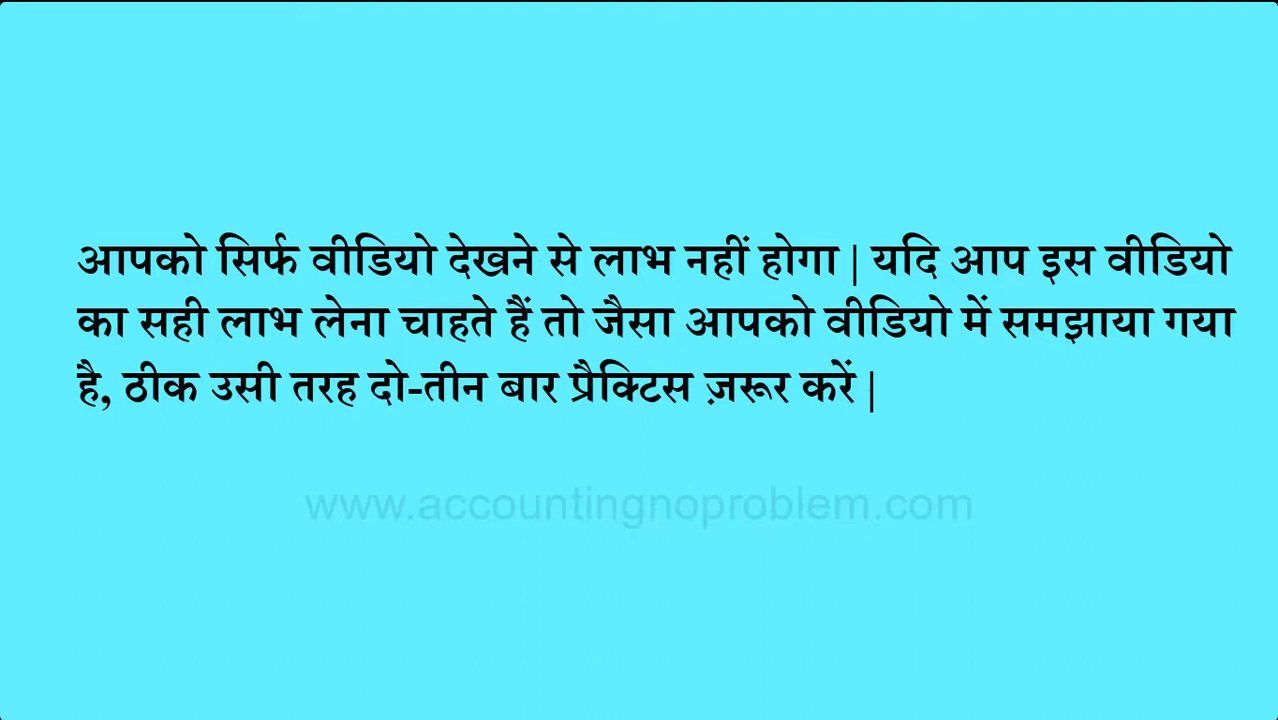 आपको सिर्फ वीडियो देखने से लाभ नहीं होगा | यदि आप इस वीडियो
का सही लाभ लेना चाहते हैं तो जैसा आपको वीडियो में समझाया गया
है, ठीक उसी तरह दो-तीन बार प्रैक्टिस ज़रूर करें |
www.accountingnoproblem.com